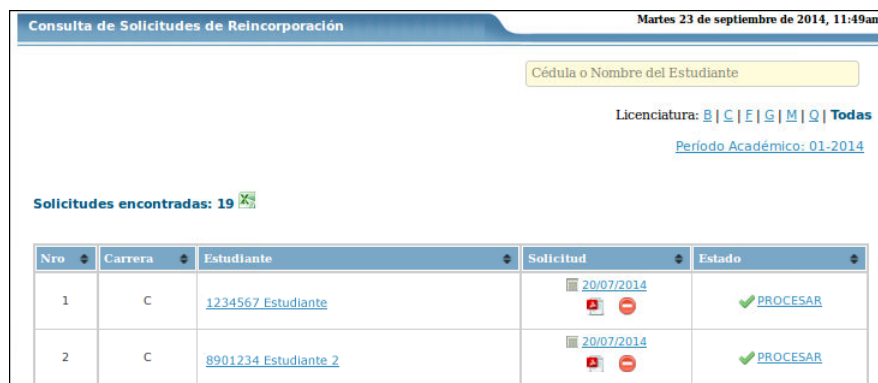 Consulta de Solicitudes de Reincorporación
Martes 23 de septiembre de 2014, 11:49am
Cédula o Nombre del Estudiante
Licenciatura: B | C | F | G | M | Q | Todas
Período Académico: 01-2014
Solicitudes encontradas: 19
Nro Carrera Estudiante Solicitud Estado
1 C 1234567 Estudiante 20/07/2014 PROCESAR
2 C 8901234 Estudiante 2 20/07/2014 PROCESAR